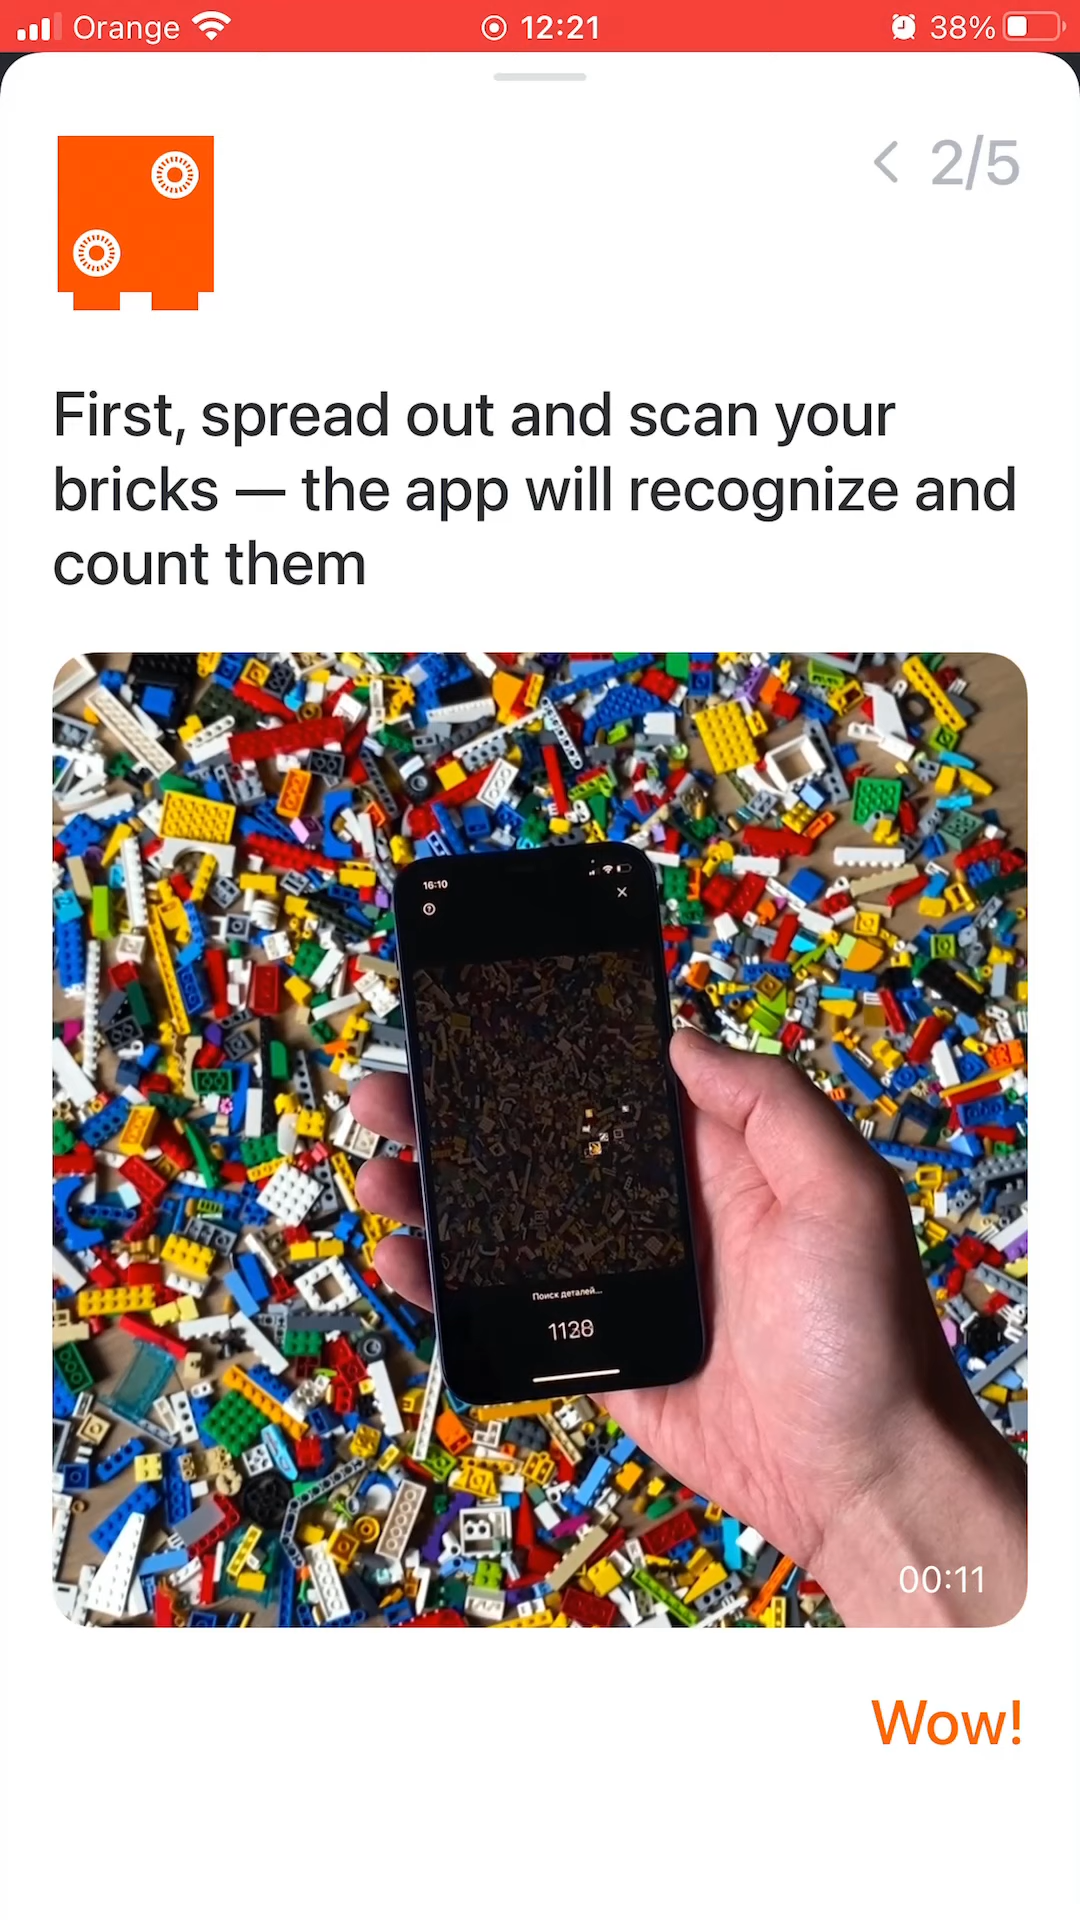 Orange 12:21 38%
2/5
First, spread out and scan your
bricks — the app will recognize and
count them
16:10
Поиск деталей...
00:11
Wow!